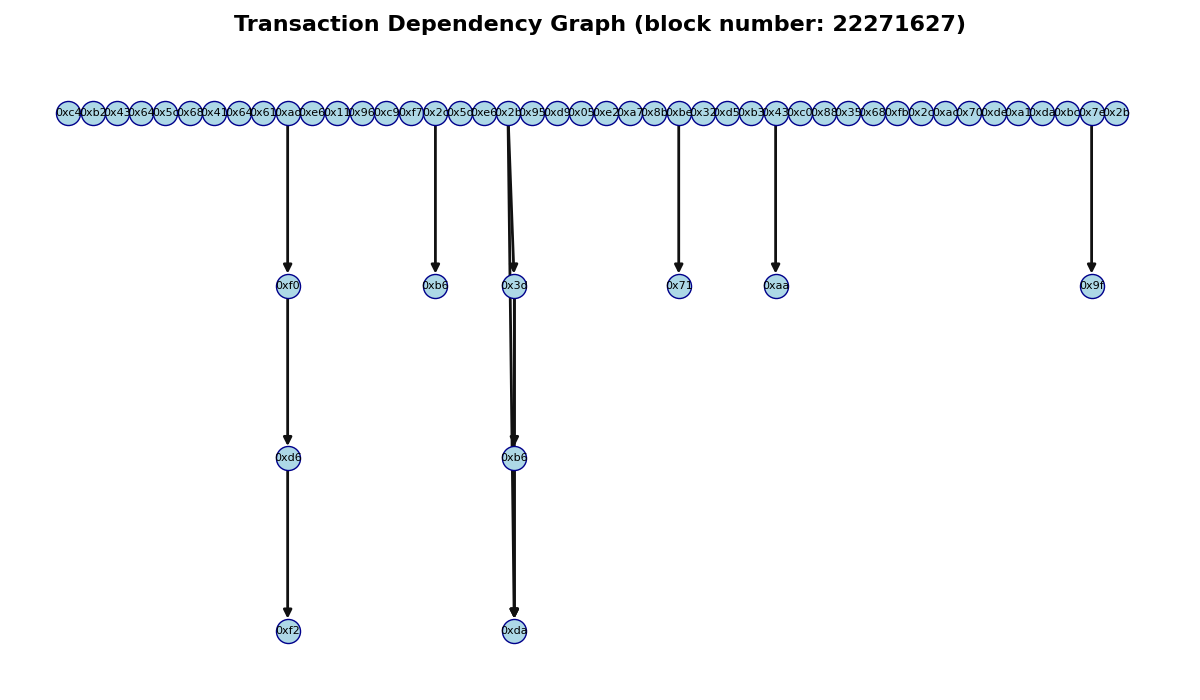 Transaction Dependency Graph (block number: 22271627)
0xc4 0xb2 0x43 0x64 0x5c 0x68 0x41 0x64 0x61 0xac 0xe6 0x11 0x96 0xc9 0xf7 0x2c 0x5c 0xe6 0x2b 0x95 0xd9 0x05 0xe2 0xa7 0x8b 0xbe 0x32 0xd5 0xb3 0x43 0xc0 0x88 0x35 0x68 0xfb 0x2c 0xac 0x70 0xde 0xa1 0xda 0xbc 0x7e 0x2b
0xf0 0xb6 0x3d 0x71 0xaa 0x9f
0xd6 0xb6
0xf2 0xda